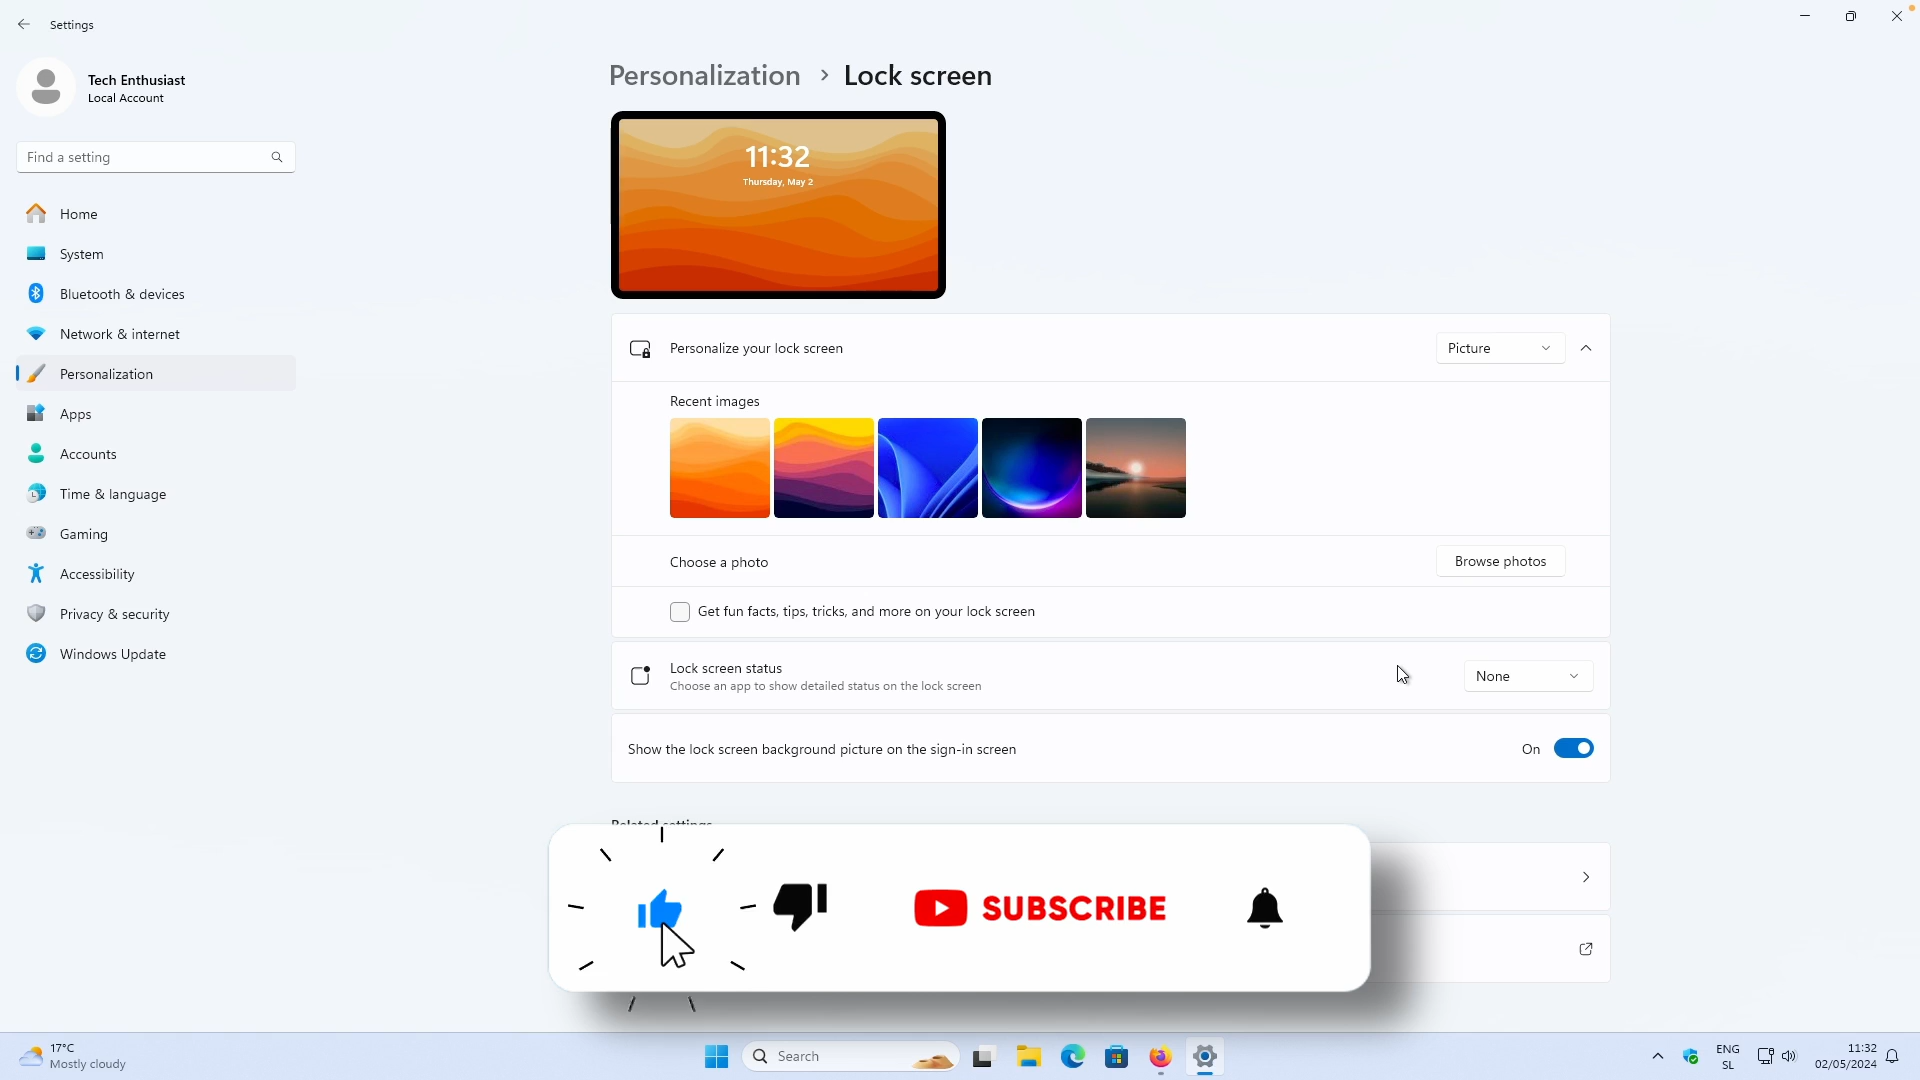 Settings
Tech Enthusiast
Local Account
Find a setting
Home
System
Bluetooth & devices
Network & internet
Personalization
Apps
Accounts
Time & language
Gaming
Accessibility
Privacy & security
Windows Update
Personalization > Lock screen
11:32
Thursday, May 2
Personalize your lock screen
Picture
Recent images
Choose a photo
Browse photos
Get fun facts, tips, tricks, and more on your lock screen
Lock screen status
Choose an app to show detailed status on the lock screen
None
Show the lock screen background picture on the sign-in screen
On
Related settings
SUBSCRIBE
17°C
Mostly cloudy
Search
ENG
SL
11:32
02/05/2024